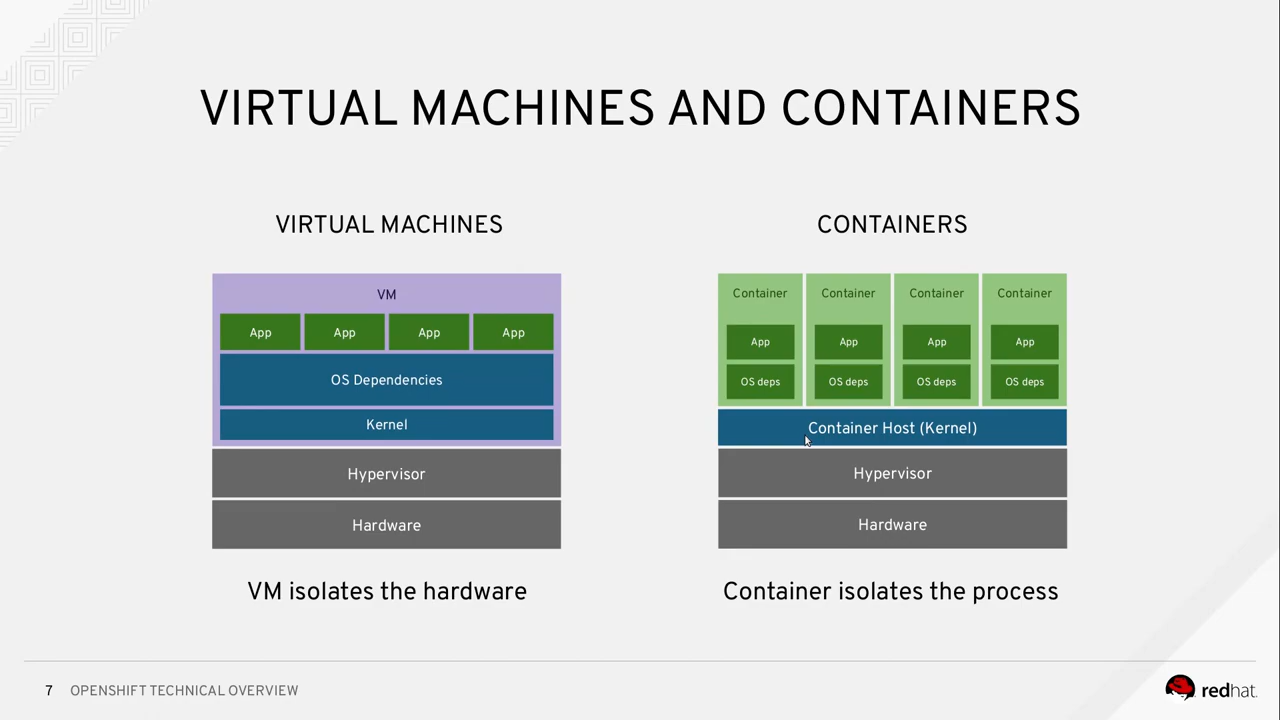 VIRTUAL MACHINES AND CONTAINERS
VIRTUAL MACHINES
VM
App App App App
OS Dependencies
Kernel
Hypervisor
Hardware
VM isolates the hardware
CONTAINERS
Container Container Container Container
App App App App
OS deps OS deps OS deps OS deps
Container Host (Kernel)
Hypervisor
Hardware
Container isolates the process
7 OPENSHIFT TECHNICAL OVERVIEW
redhat.